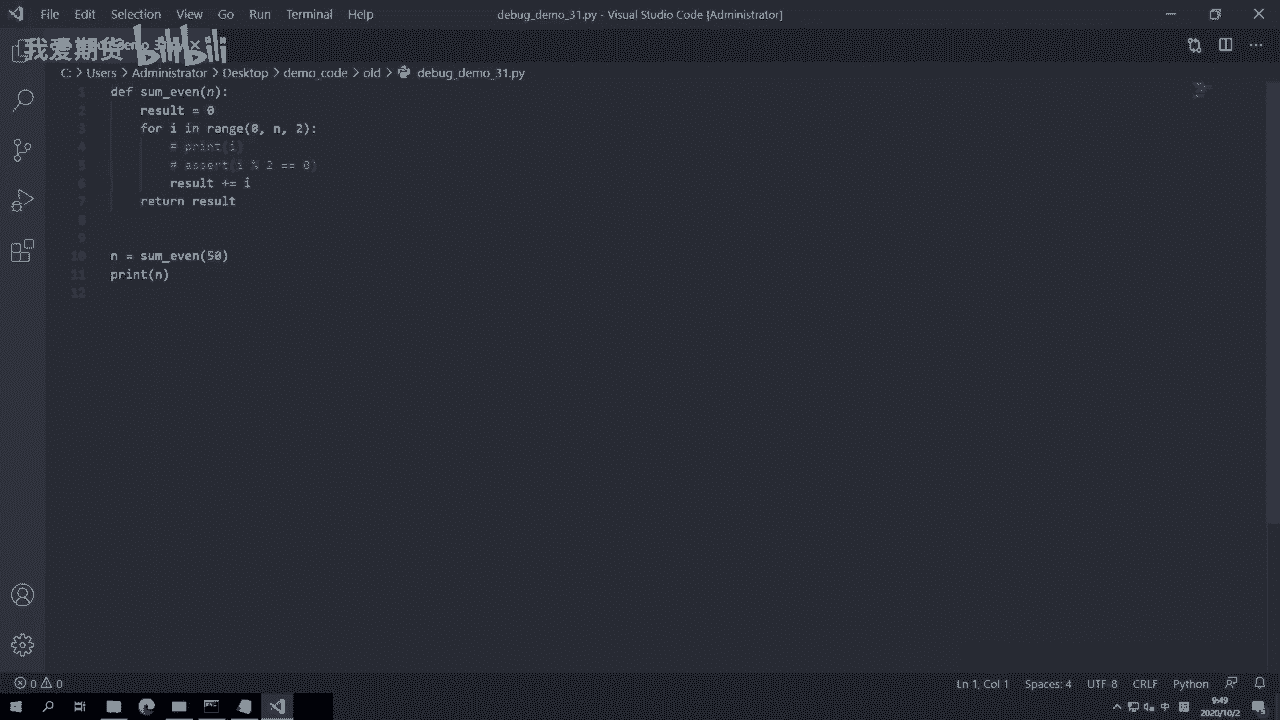 File Edit Selection View Go Run Terminal Help debug_demo_31.py - Visual Studio Code [Administrator]
我爱期货 bilibili
C: > Users > Administrator > Desktop > demo_code > old > debug_demo_31.py
1 def sum_even(n):
2 result = 0
3 for i in range(0, n, 2):
4 # print(i)
5 # assert(i % 2 == 0)
6 result += i
7 return result
8
9
10 n = sum_even(50)
11 print(n)
12
0 0 Ln 1, Col 1 Spaces: 4 UTF-8 CRLF Python
中 9:49
2020/10/2